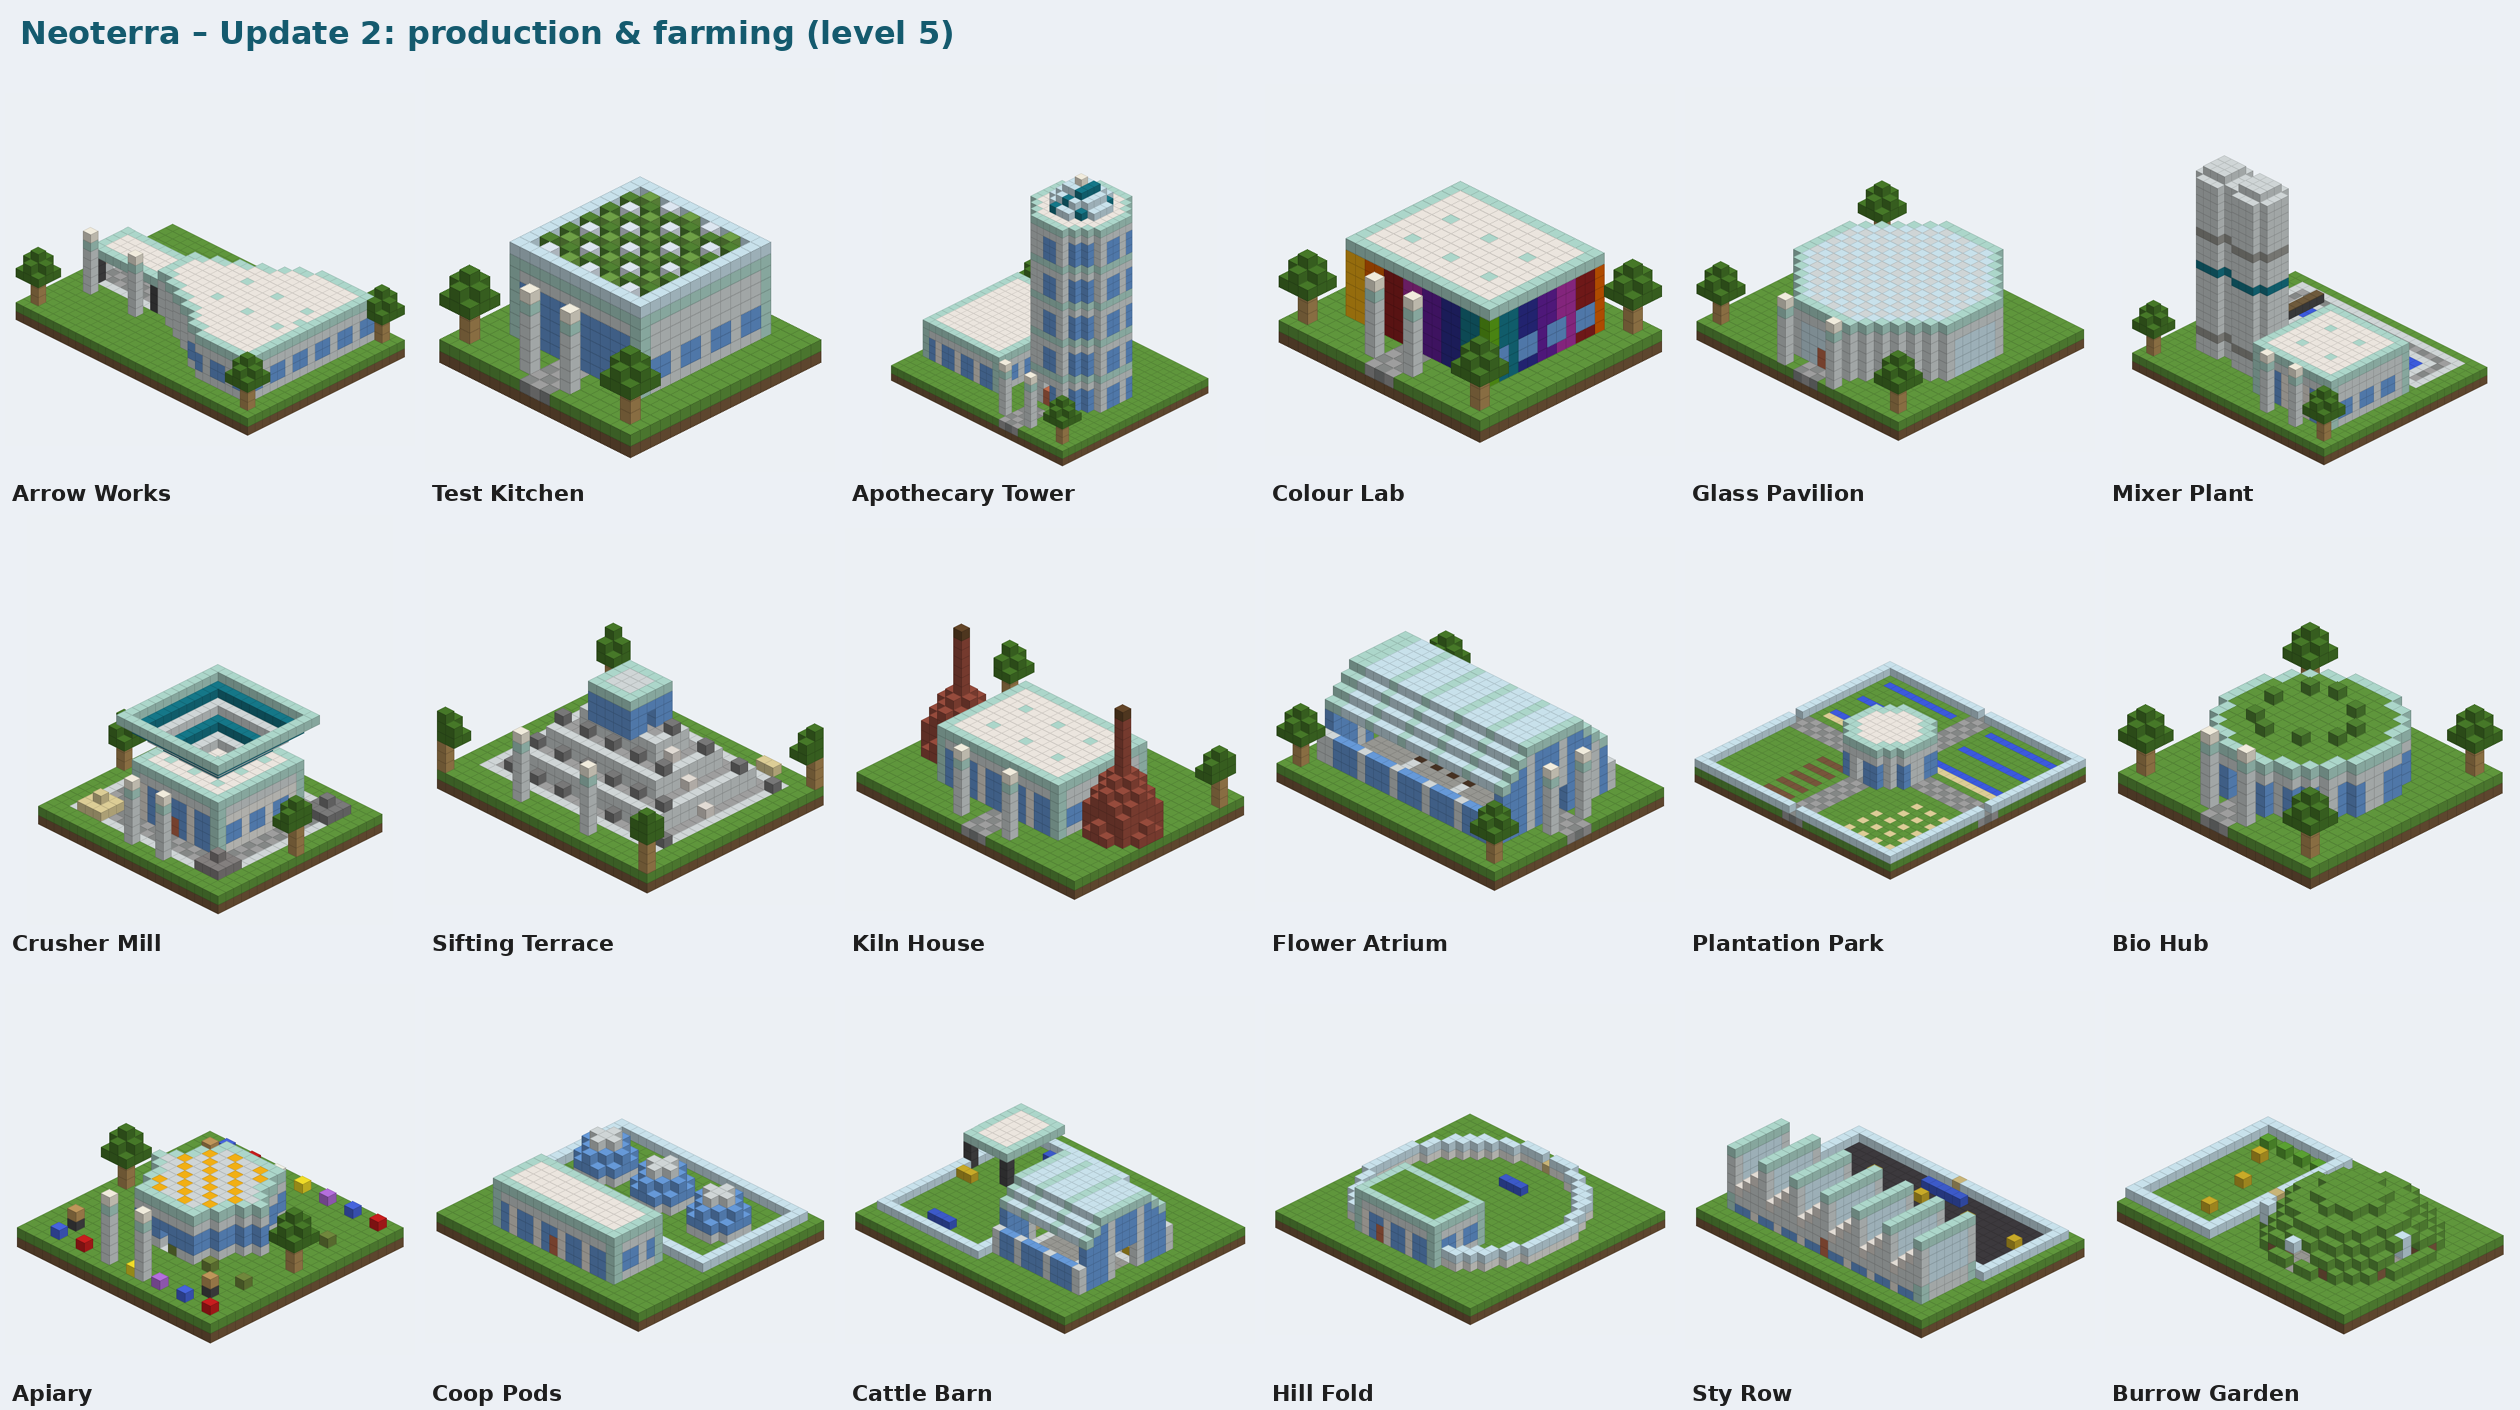 Neoterra – Update 2: production & farming (level 5)
Arrow Works
Test Kitchen
Apothecary Tower
Colour Lab
Glass Pavilion
Mixer Plant
Crusher Mill
Sifting Terrace
Kiln House
Flower Atrium
Plantation Park
Bio Hub
Apiary
Coop Pods
Cattle Barn
Hill Fold
Sty Row
Burrow Garden